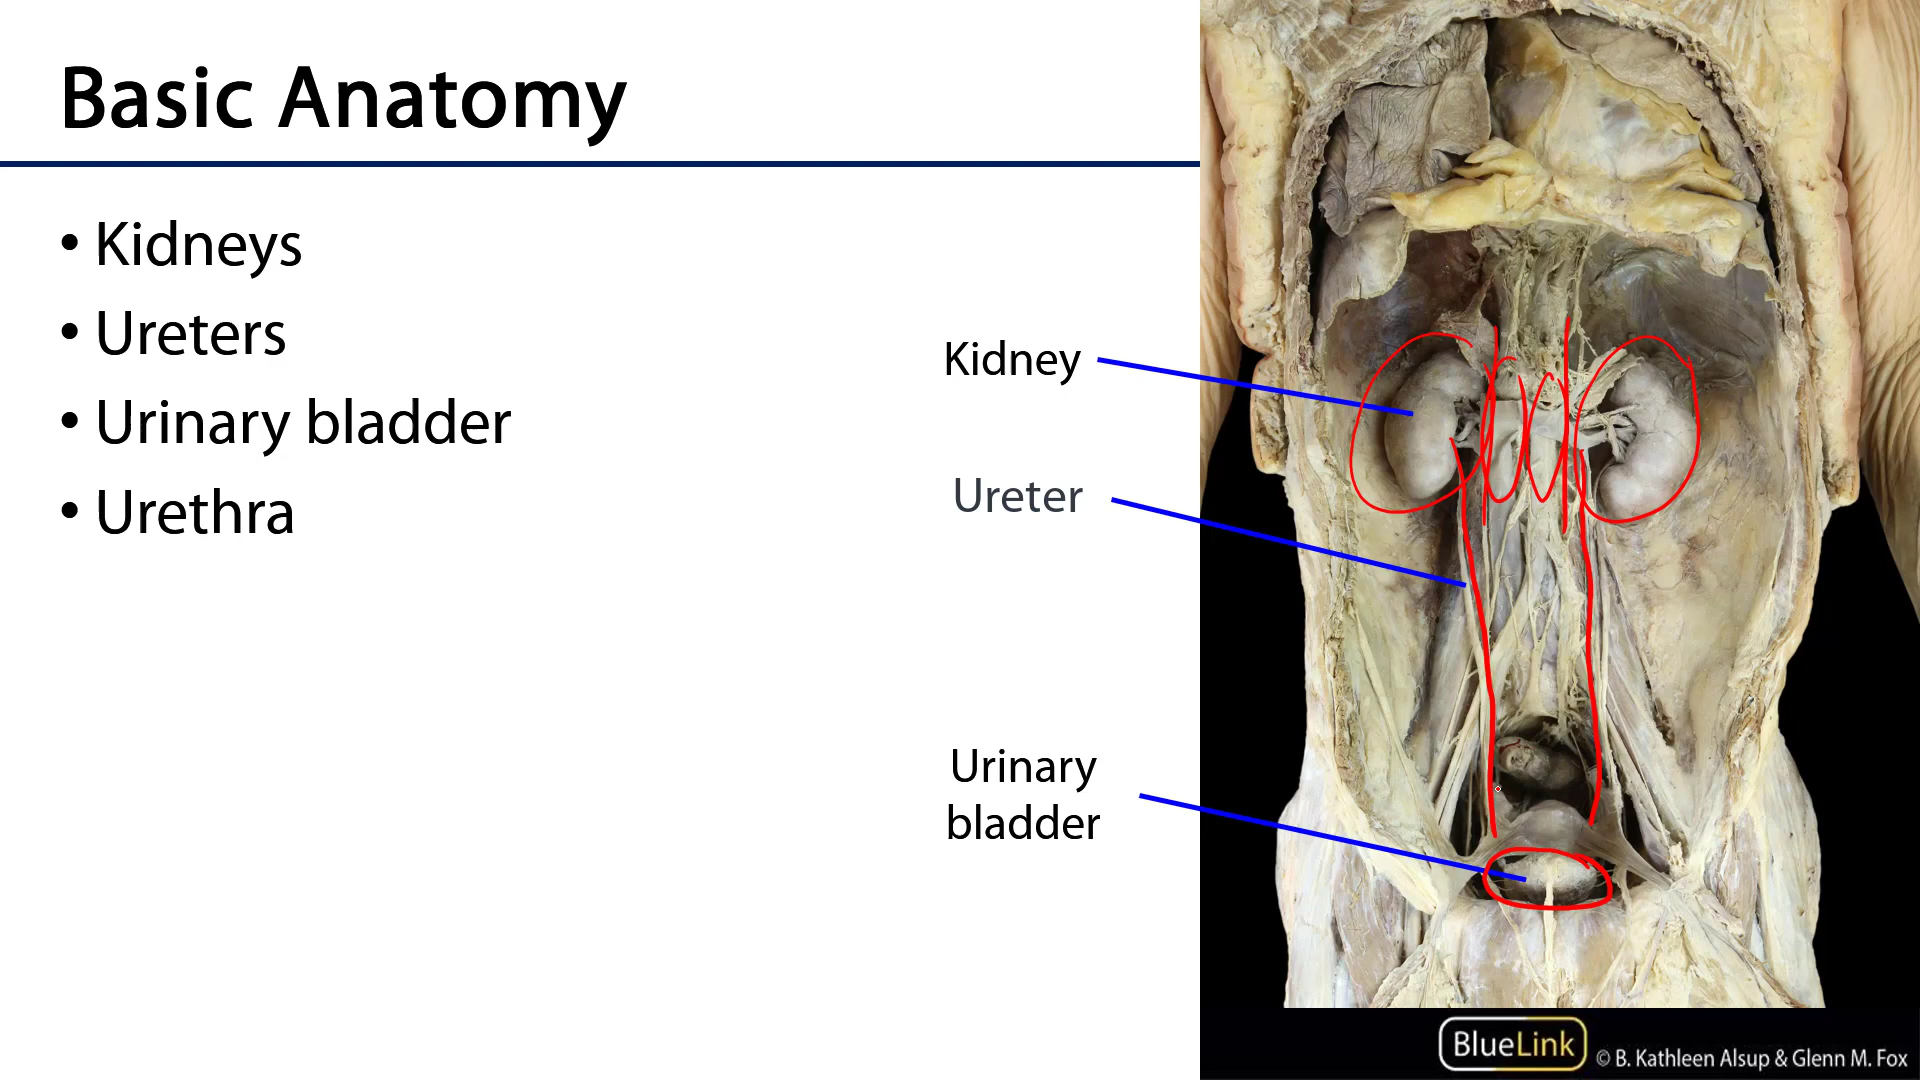 Basic Anatomy
• Kidneys
• Ureters
• Urinary bladder
• Urethra
Kidney
Ureter
Urinary
bladder
BlueLink
© B. Kathleen Alsup & Glenn M. Fox